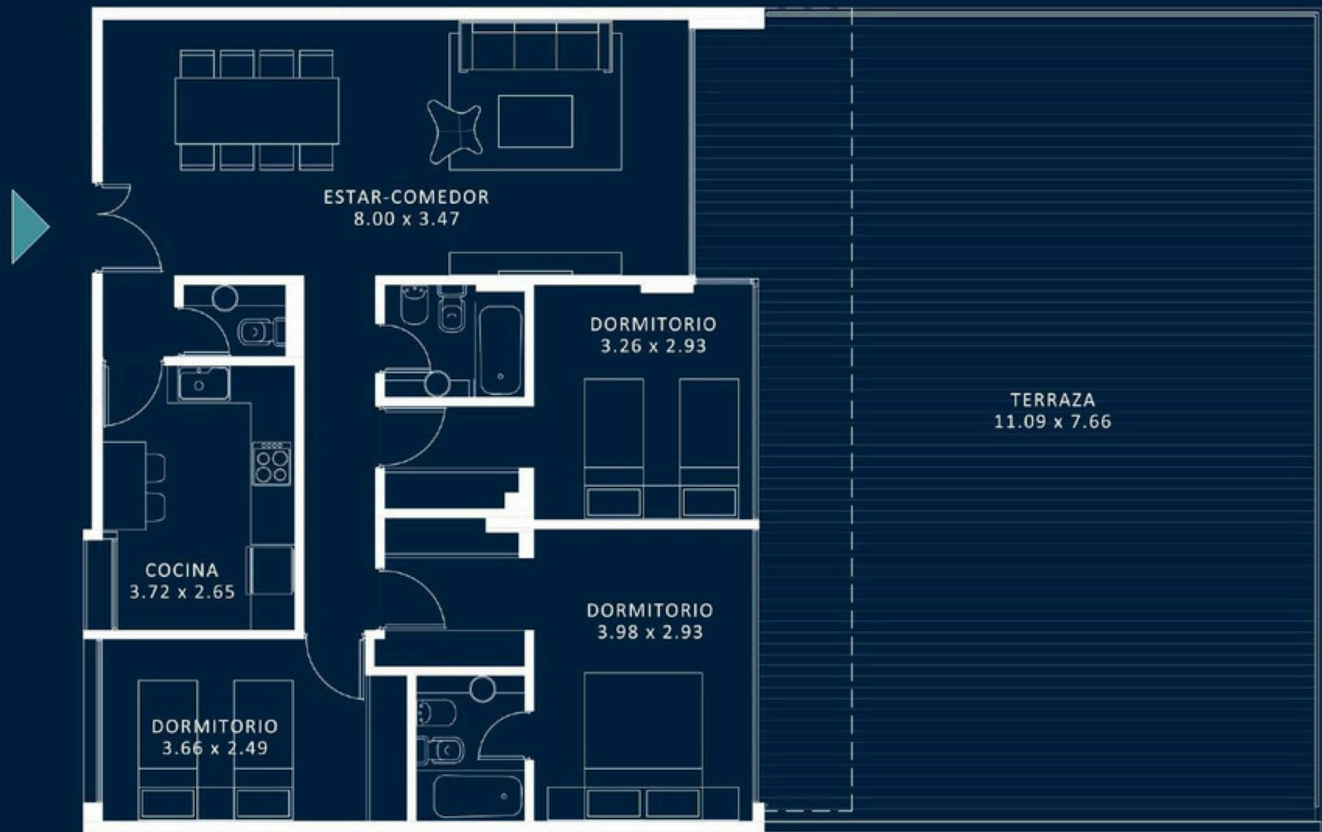 ESTAR-COMEDOR
8.00 x 3.47
DORMITORIO
3.26 x 2.93
TERRAZA
11.09 x 7.66
COCINA
3.72 x 2.65
DORMITORIO
3.98 x 2.93
DORMITORIO
3.66 x 2.49